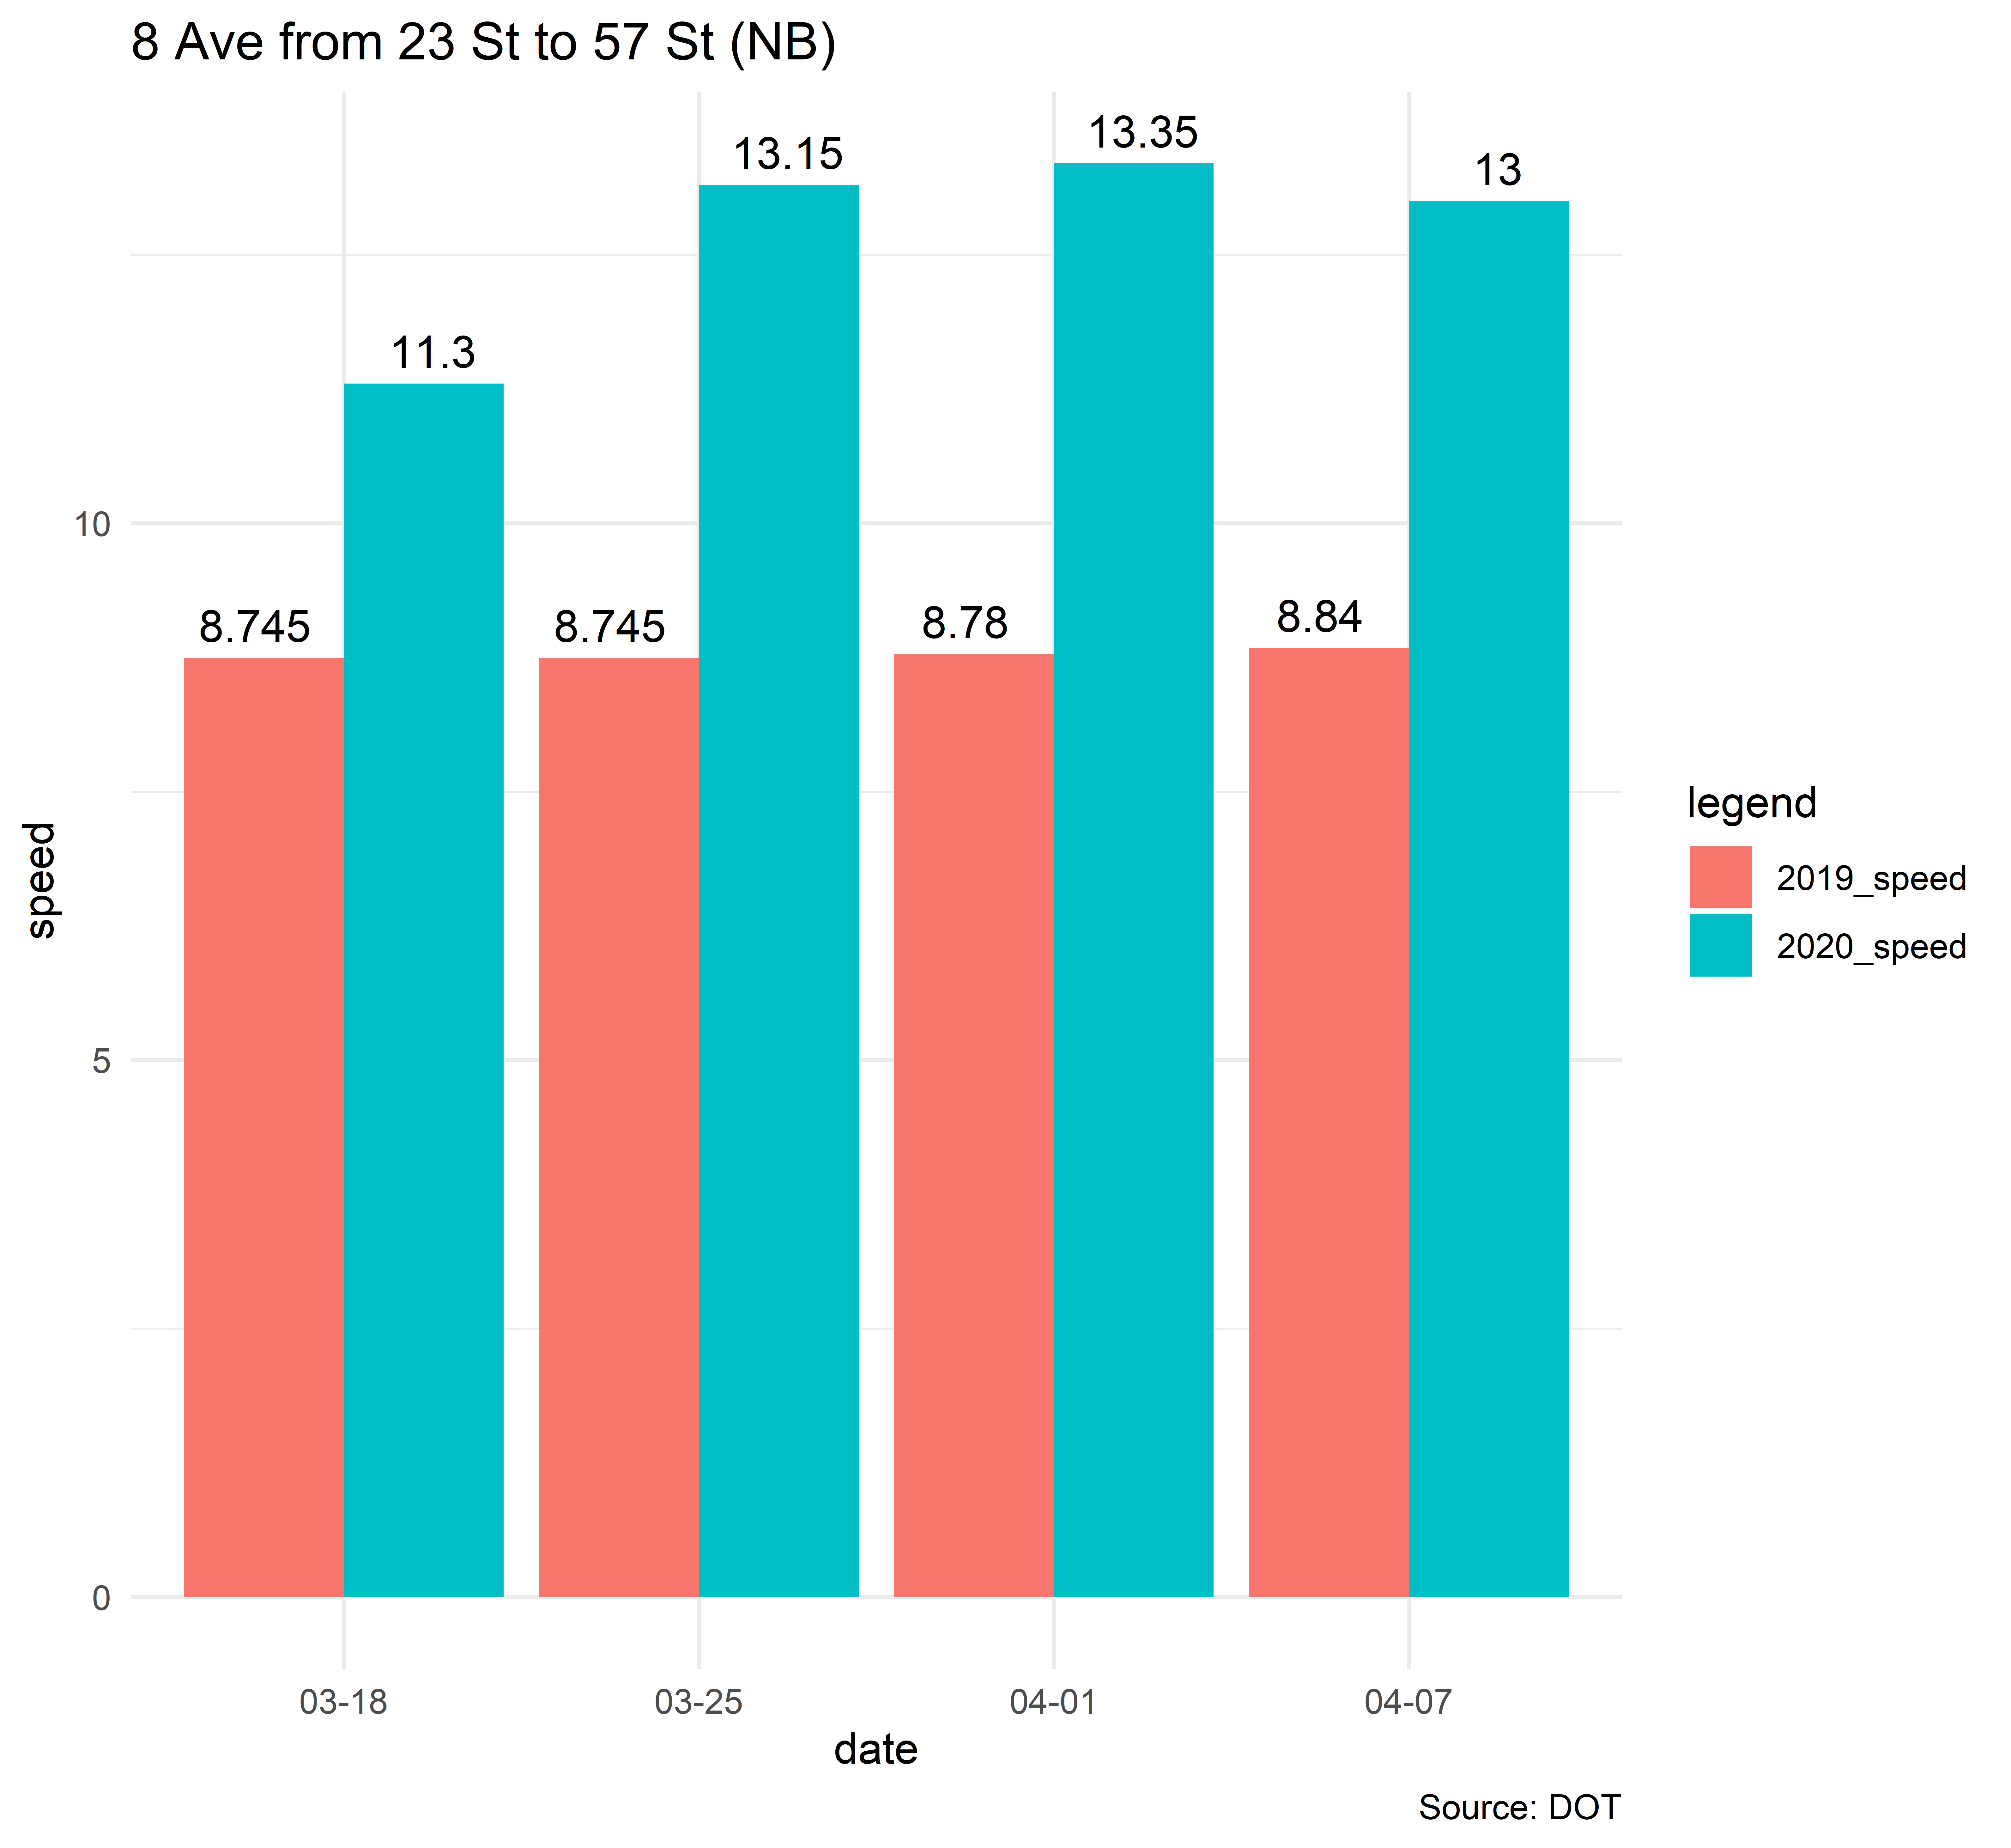 8 Ave from 23 St to 57 St (NB)
13.35
13.15
13
11.3
10
8.745
8.745
8.78
8.84
legend
2019_speed
2020_speed
speed
5
0
03-18
03-25
04-01
04-07
date
Source: DOT